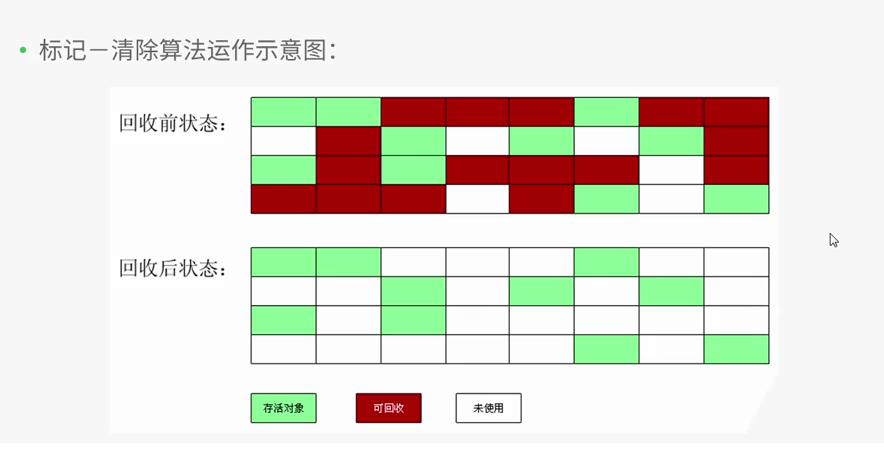 • 标记－清除算法运作示意图：
回收前状态：
回收后状态：
存活对象
可回收
未使用